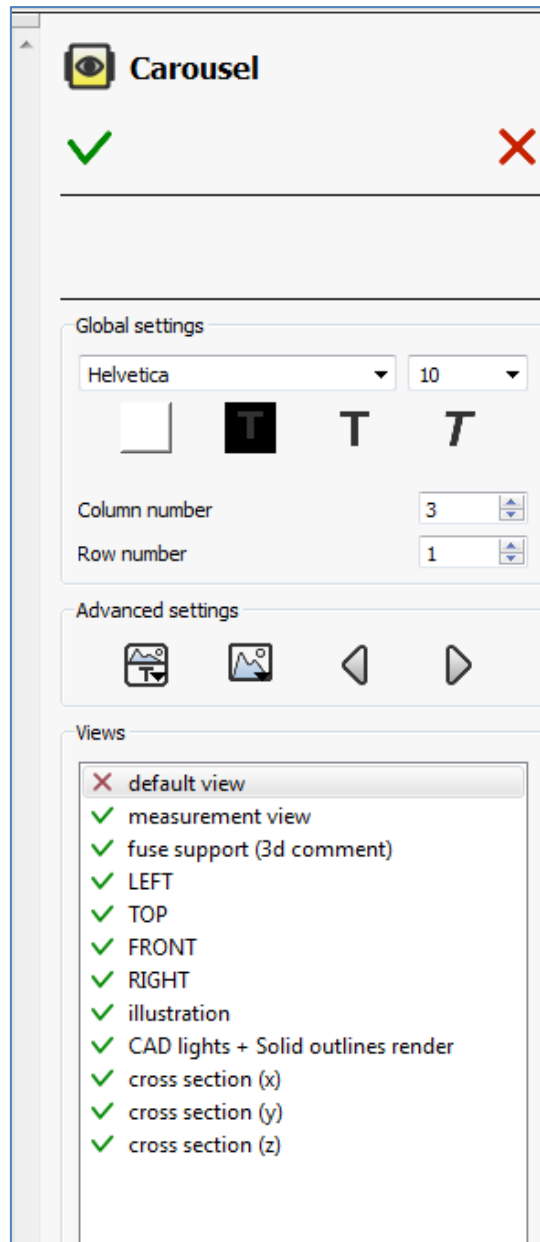 Carousel
Global settings
Helvetica 10
T T T
Column number 3
Row number 1
Advanced settings
T
Views
default view
measurement view
fuse support (3d comment)
LEFT
TOP
FRONT
RIGHT
illustration
CAD lights + Solid outlines render
cross section (x)
cross section (y)
cross section (z)